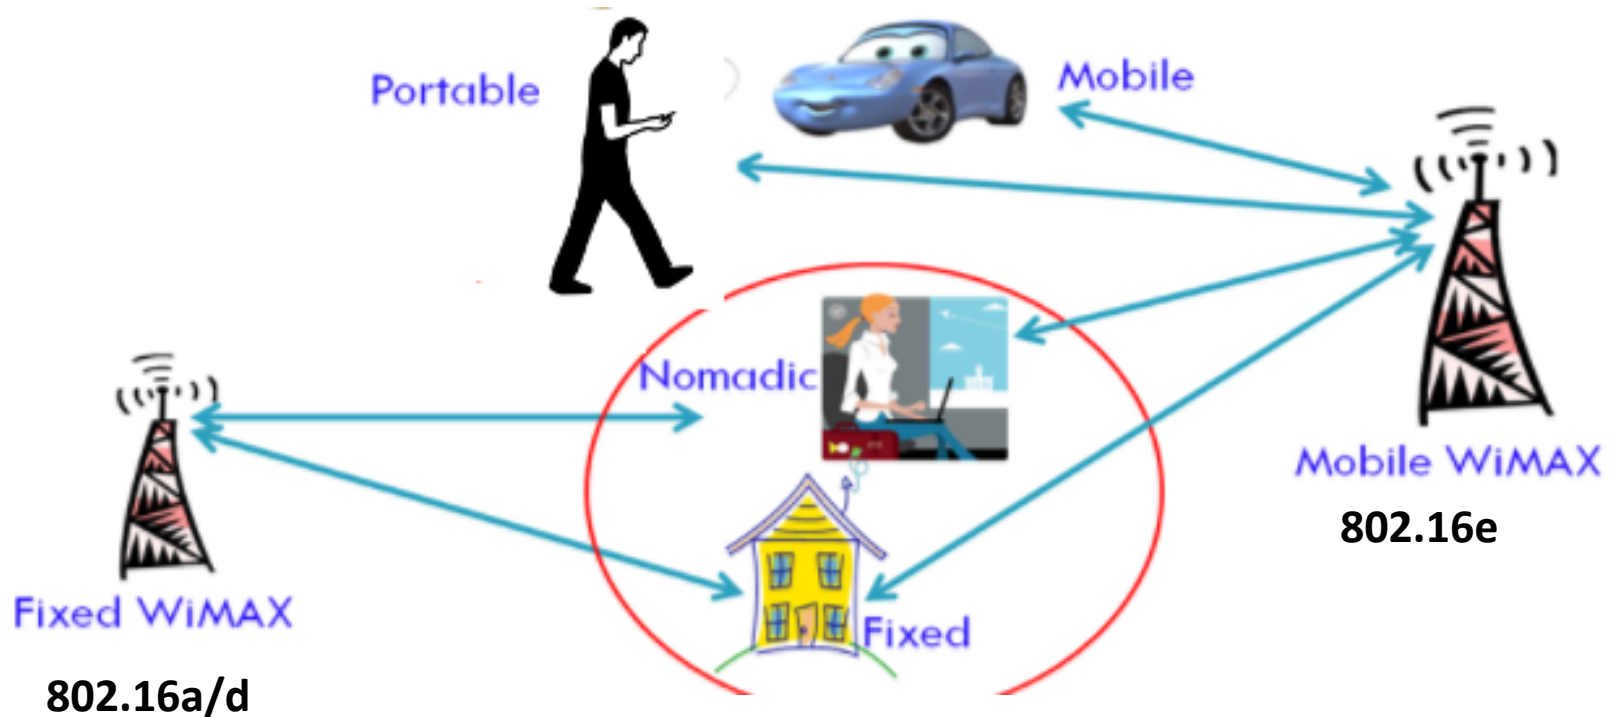 Portable
Mobile
Nomadic
Mobile WiMAX
802.16e
Fixed WiMAX
Fixed
802.16a/d